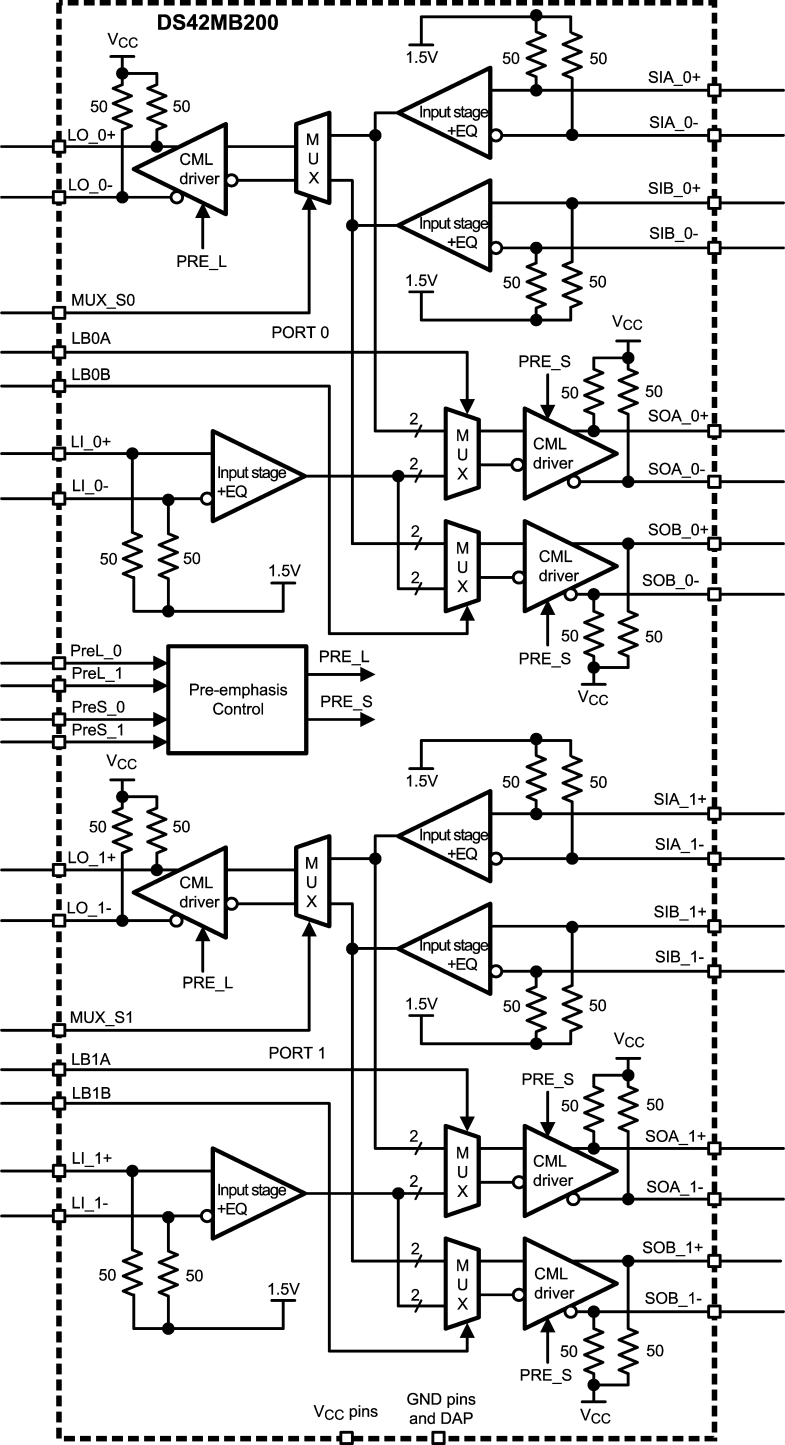 DS42MB200
VCC
50
50
LO_0+
LO_0-
CML
driver
PRE_L
MUX
1.5V
50
50
Input stage
+EQ
SIA_0+
SIA_0-
Input stage
+EQ
SIB_0+
SIB_0-
50
50
1.5V
MUX_S0
PORT 0
LB0A
LB0B
VCC
PRE_S
50
50
2
2
MUX
CML
driver
SOA_0+
SOA_0-
LI_0+
LI_0-
Input stage
+EQ
50
50
1.5V
2
2
MUX
CML
driver
SOB_0+
SOB_0-
PRE_S
50
50
VCC
PreL_0
PreL_1
PreS_0
PreS_1
Pre-emphasis
Control
PRE_L
PRE_S
VCC
50
50
LO_1+
LO_1-
CML
driver
PRE_L
MUX
1.5V
50
50
Input stage
+EQ
SIA_1+
SIA_1-
Input stage
+EQ
SIB_1+
SIB_1-
50
50
1.5V
MUX_S1
PORT 1
LB1A
LB1B
VCC
PRE_S
50
50
2
2
MUX
CML
driver
SOA_1+
SOA_1-
LI_1+
LI_1-
Input stage
+EQ
50
50
1.5V
2
2
MUX
CML
driver
SOB_1+
SOB_1-
PRE_S
50
50
VCC
VCC pins
GND pins
and DAP